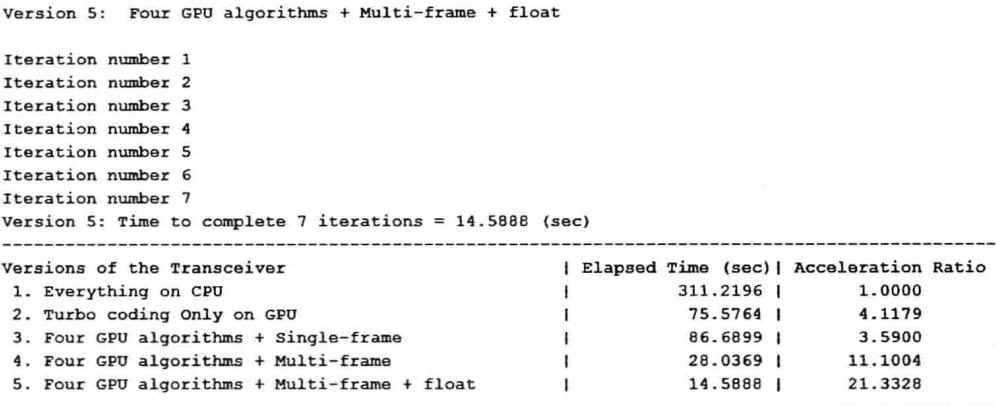 Version 5: Four GPU algorithms + Multi-frame + float
Iteration number 1
Iteration number 2
Iteration number 3
Iteration number 4
Iteration number 5
Iteration number 6
Iteration number 7
Version 5: Time to complete 7 iterations = 14.5888 (sec)
--------------------------------------------------------------------------------
Versions of the Transceiver | Elapsed Time (sec)| Acceleration Ratio
1. Everything on CPU | 311.2196 | 1.0000
2. Turbo coding Only on GPU | 75.5764 | 4.1179
3. Four GPU algorithms + Single-frame | 86.6899 | 3.5900
4. Four GPU algorithms + Multi-frame | 28.0369 | 11.1004
5. Four GPU algorithms + Multi-frame + float | 14.5888 | 21.3328